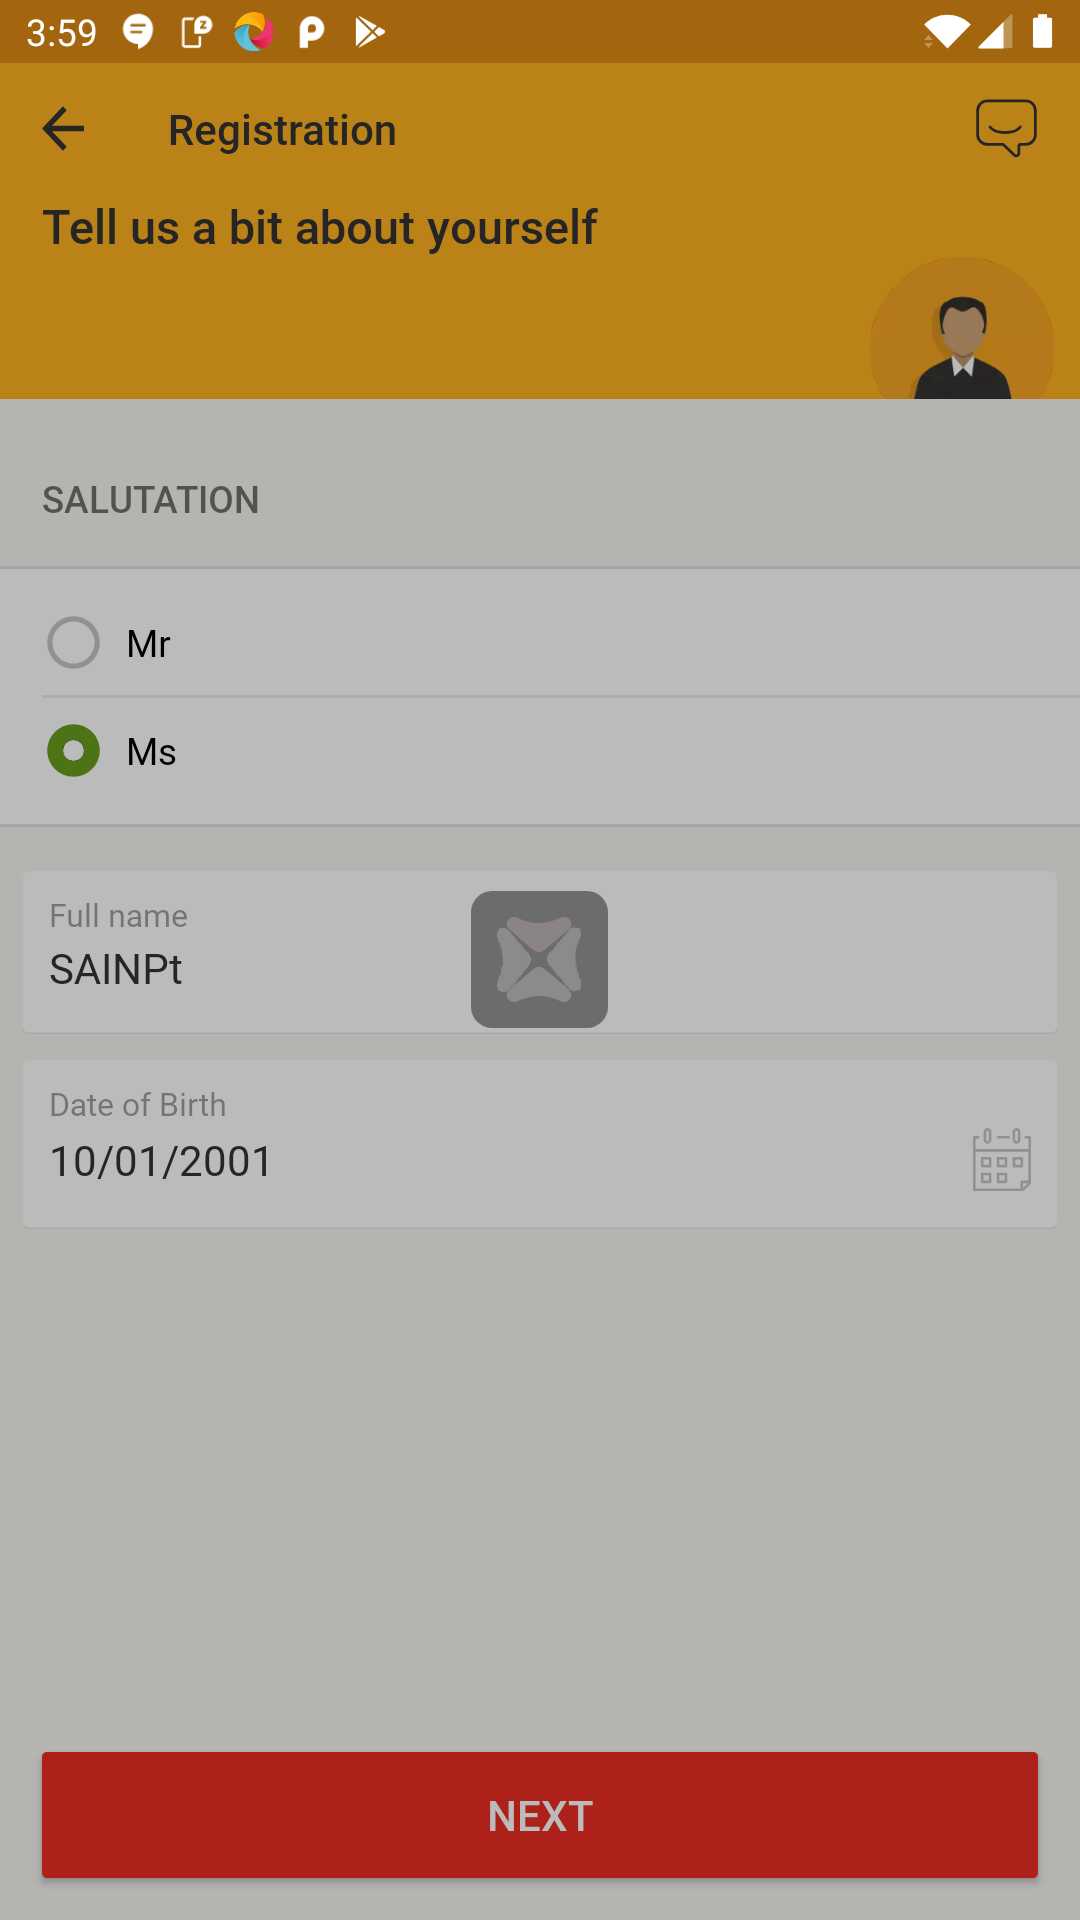 3:59
Registration
Tell us a bit about yourself
SALUTATION
Mr
Ms
Full name
SAINPt
Date of Birth
10/01/2001
NEXT